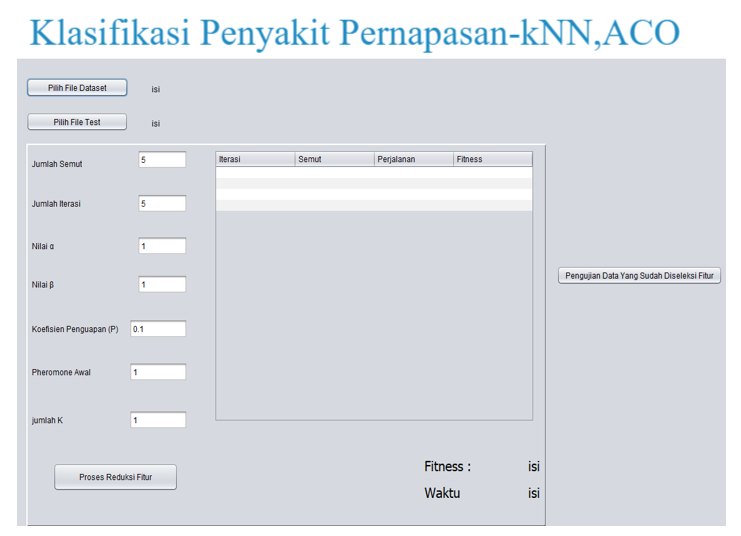 Klasifikasi Penyakit Pernapasan-kNN,ACO
Pilih File Dataset isi
Pilih File Test isi
Iterasi Semut Perjalanan Fitness
Jumlah Semut 5
Jumlah Iterasi 5
Nilai α 1
Pengujian Data Yang Sudah Diseleksi Fitur
Nilai β 1
Koefisien Penguapan (P) 0.1
Pheromone Awal 1
jumlah K 1
Fitness : isi
Proses Reduksi Fitur
Waktu isi